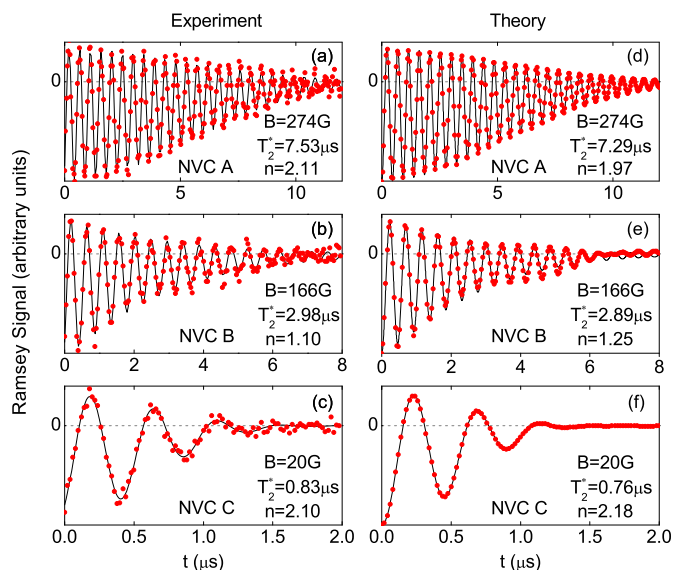 Experiment
Theory
Ramsey Signal (arbitrary units)
(a)
0
B=274G
T₂*=7.53μs
NVC A
n=2.11
0 5 10
(d)
0
B=274G
T₂*=7.29μs
NVC A
n=1.97
0 5 10
(b)
0
B=166G
T₂*=2.98μs
NVC B
n=1.10
0 2 4 6 8
(e)
0
B=166G
T₂*=2.89μs
NVC B
n=1.25
0 2 4 6 8
(c)
0
B=20G
T₂*=0.83μs
NVC C
n=2.10
0.0 0.5 1.0 1.5 2.0
t (μs)
(f)
0
B=20G
T₂*=0.76μs
NVC C
n=2.18
0.0 0.5 1.0 1.5 2.0
t (μs)